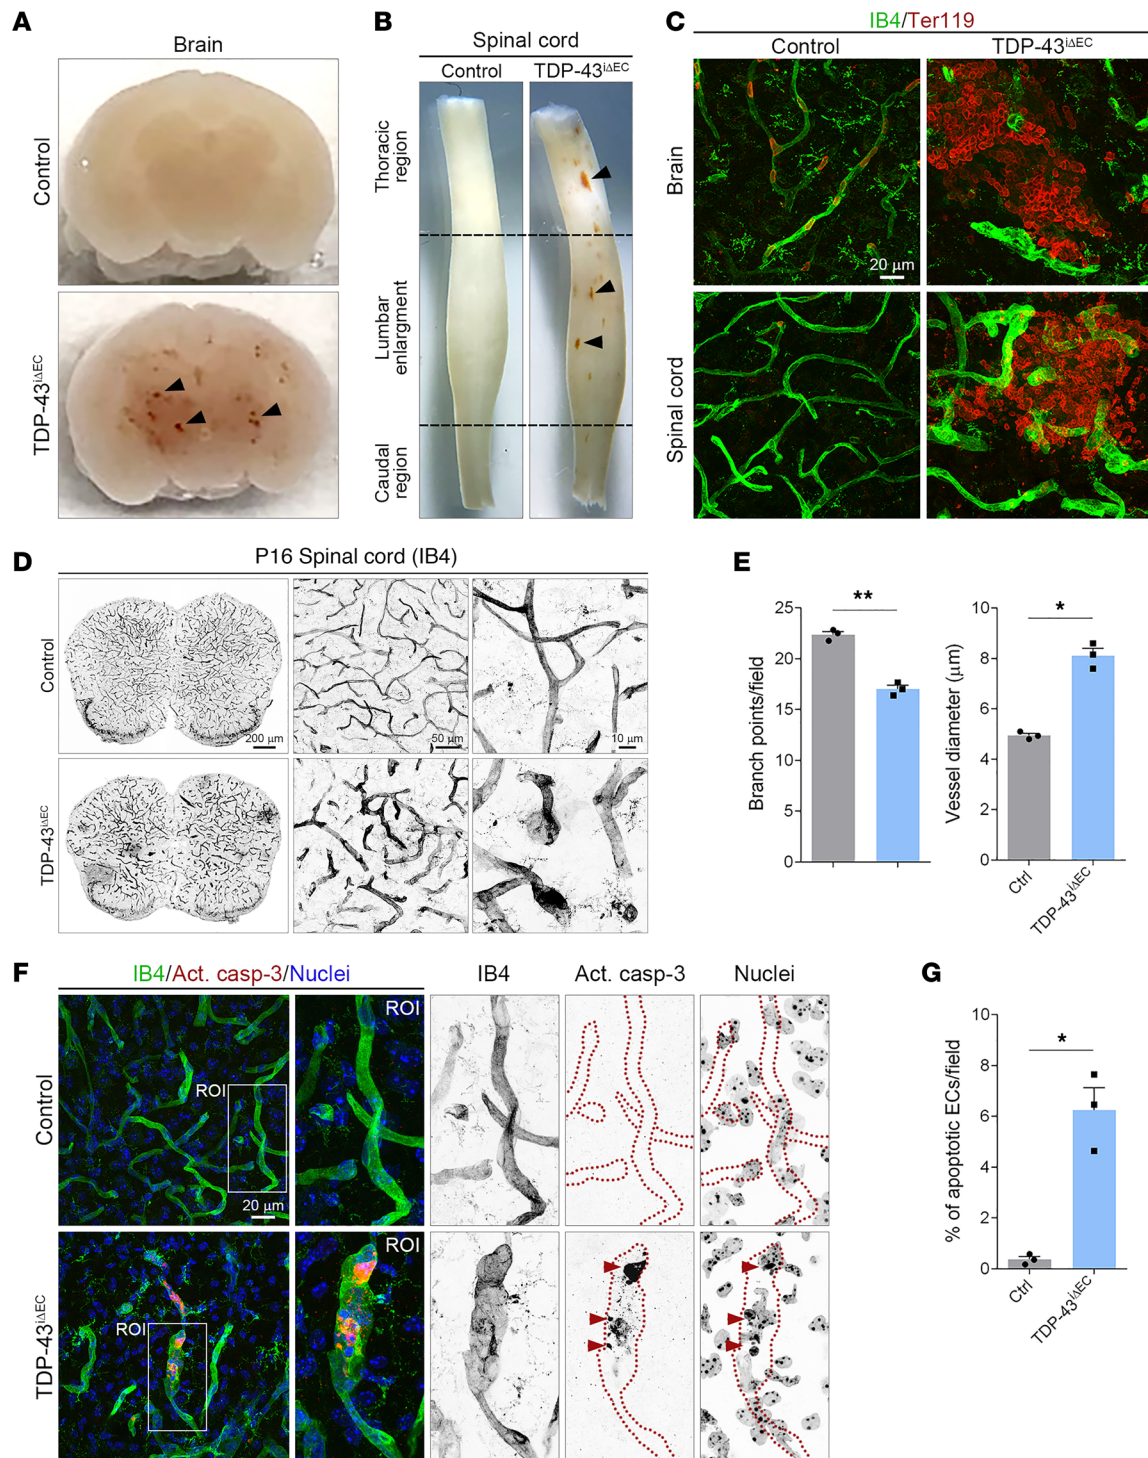 A
Brain
Control
TDP-43iΔEC
B
Spinal cord
Control
TDP-43iΔEC
Thoracic
region
Lumbar
enlargment
Caudal
region
C
IB4/Ter119
Control
TDP-43iΔEC
Brain
20 μm
Spinal cord
D
P16 Spinal cord (IB4)
Control
200 μm
50 μm
10 μm
TDP-43iΔEC
E
Branch points/field
25
20
15
10
5
0
**
Vessel diameter (μm)
10
8
6
4
2
0
*
Ctrl
TDP-43iΔEC
F
IB4/Act. casp-3/Nuclei
IB4
Act. casp-3
Nuclei
Control
ROI
20 μm
ROI
TDP-43iΔEC
ROI
ROI
G
% of apoptotic ECs/field
10
8
6
4
2
0
*
Ctrl
TDP-43iΔEC